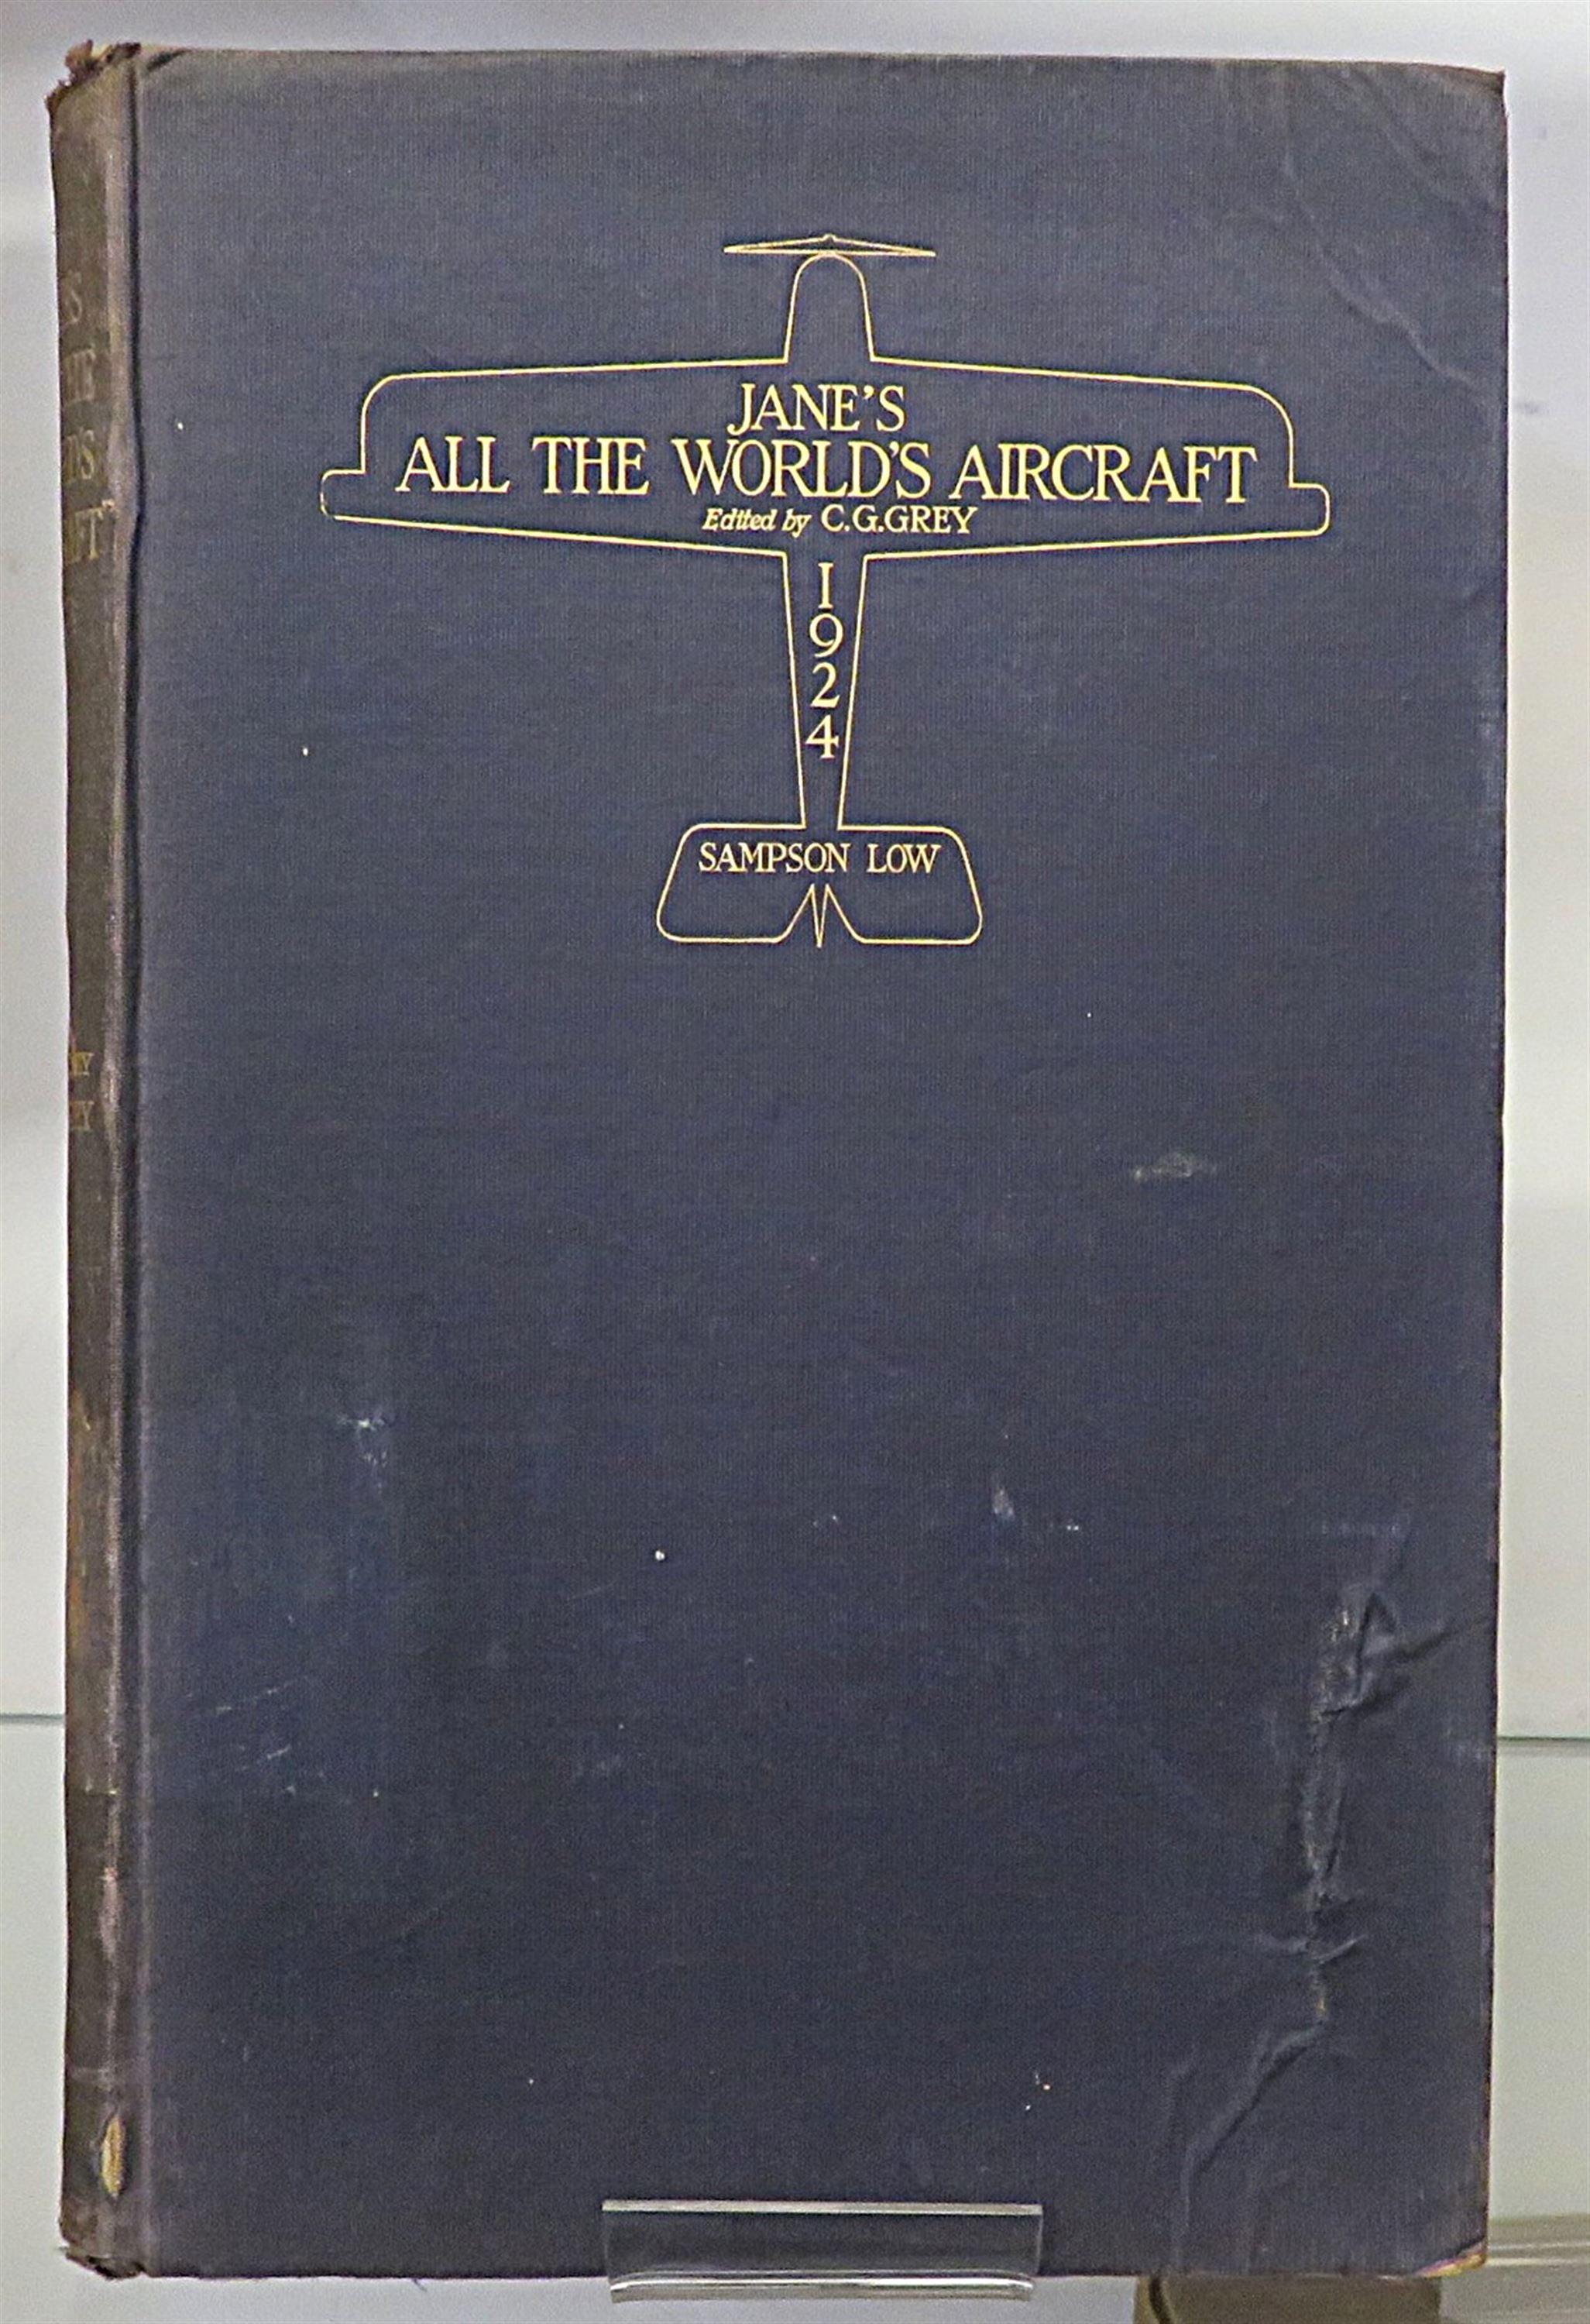 JANE'S
ALL THE WORLD'S AIRCRAFT
Edited by C.G.GREY
1924
SAMPSON LOW